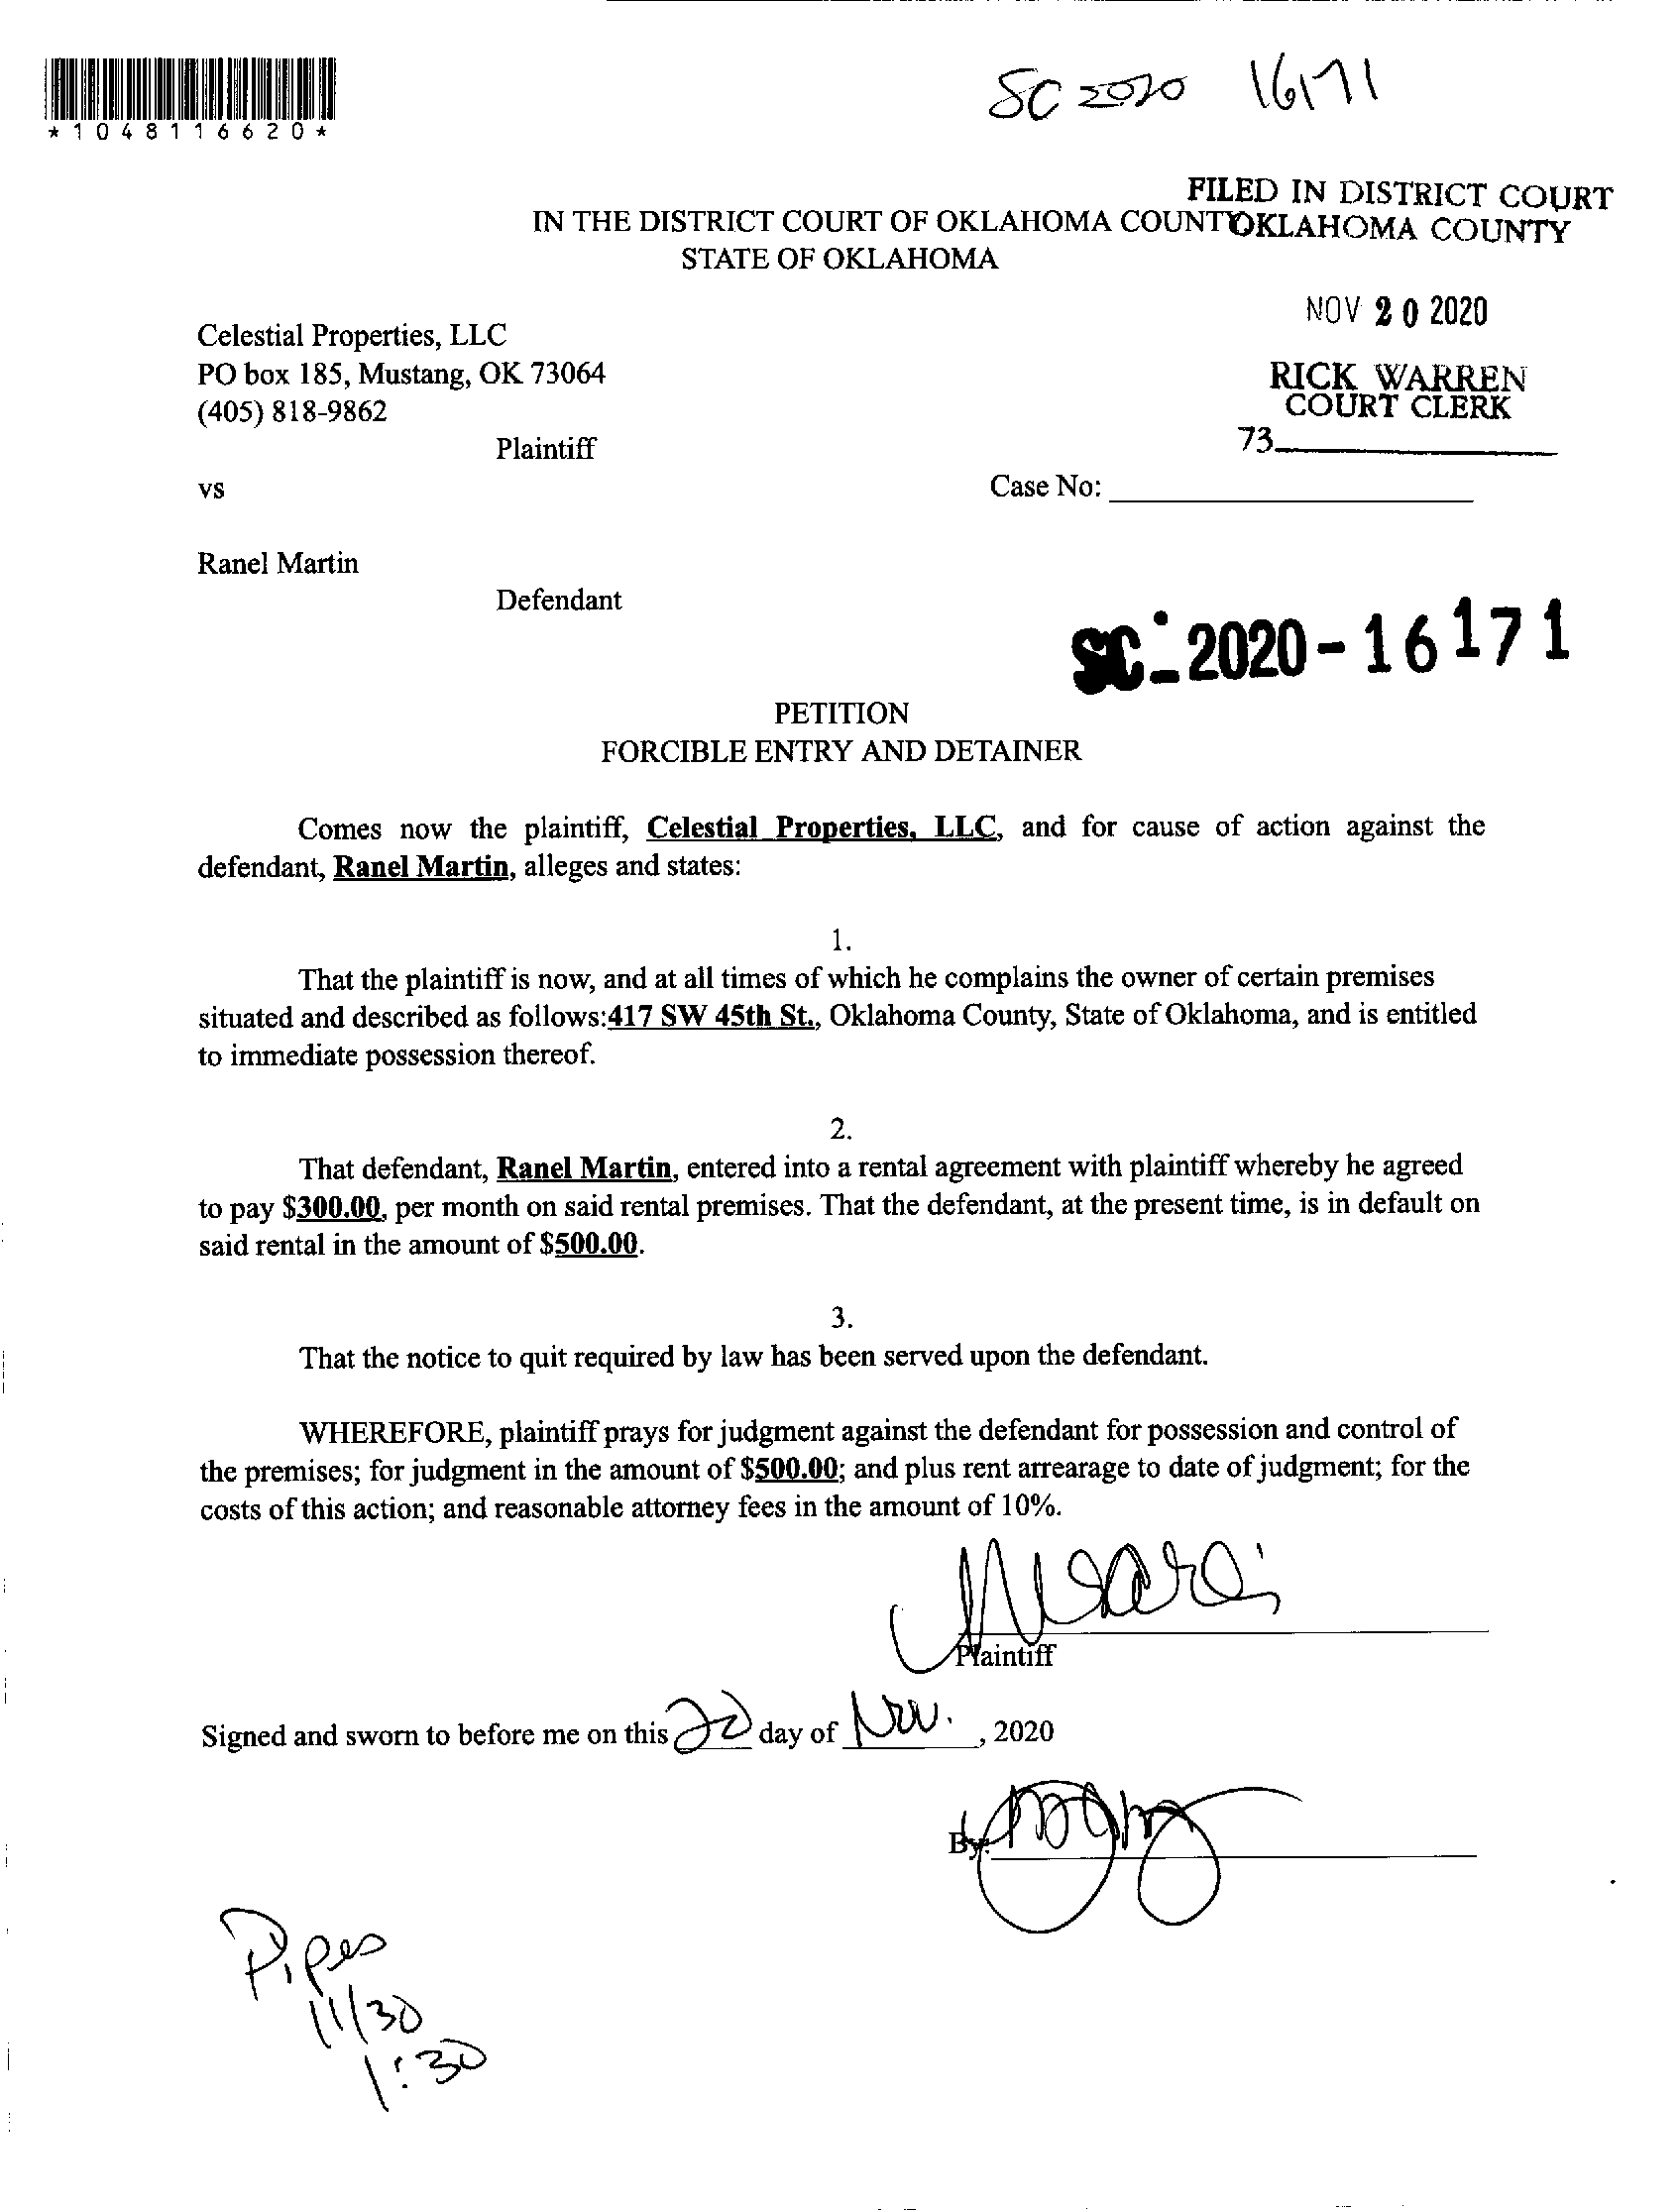 *1048116620*
SC 2020 16171
FILED IN DISTRICT COURT
OKLAHOMA COUNTY
IN THE DISTRICT COURT OF OKLAHOMA COUNTY
STATE OF OKLAHOMA
NOV 20 2020
RICK WARREN
COURT CLERK
73
Celestial Properties, LLC
PO box 185, Mustang, OK 73064
(405) 818-9862
Plaintiff
vs
Case No:
Ranel Martin
Defendant
SC-2020-16171
PETITION
FORCIBLE ENTRY AND DETAINER
Comes now the plaintiff, Celestial Properties, LLC, and for cause of action against the
defendant, Ranel Martin, alleges and states:
1.
That the plaintiff is now, and at all times of which he complains the owner of certain premises
situated and described as follows:417 SW 45th St., Oklahoma County, State of Oklahoma, and is entitled
to immediate possession thereof.
2.
That defendant, Ranel Martin, entered into a rental agreement with plaintiff whereby he agreed
to pay $300.00, per month on said rental premises. That the defendant, at the present time, is in default on
said rental in the amount of $500.00.
3.
That the notice to quit required by law has been served upon the defendant.
WHEREFORE, plaintiff prays for judgment against the defendant for possession and control of
the premises; for judgment in the amount of $500.00; and plus rent arrearage to date of judgment; for the
costs of this action; and reasonable attorney fees in the amount of 10%.
Plaintiff
Signed and sworn to before me on this 20 day of Nov. , 2020
By:
Pipes
11/30
1:30